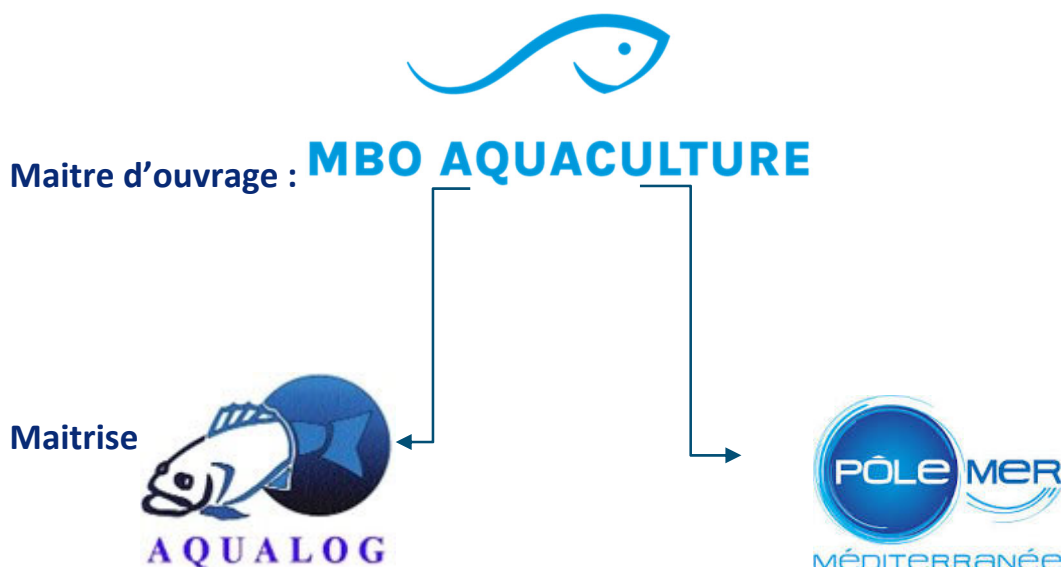 Maitre d'ouvrage : MBO AQUACULTURE
Maitrise
AQUALOG
PÔLE MER
MÉDITERRANÉE